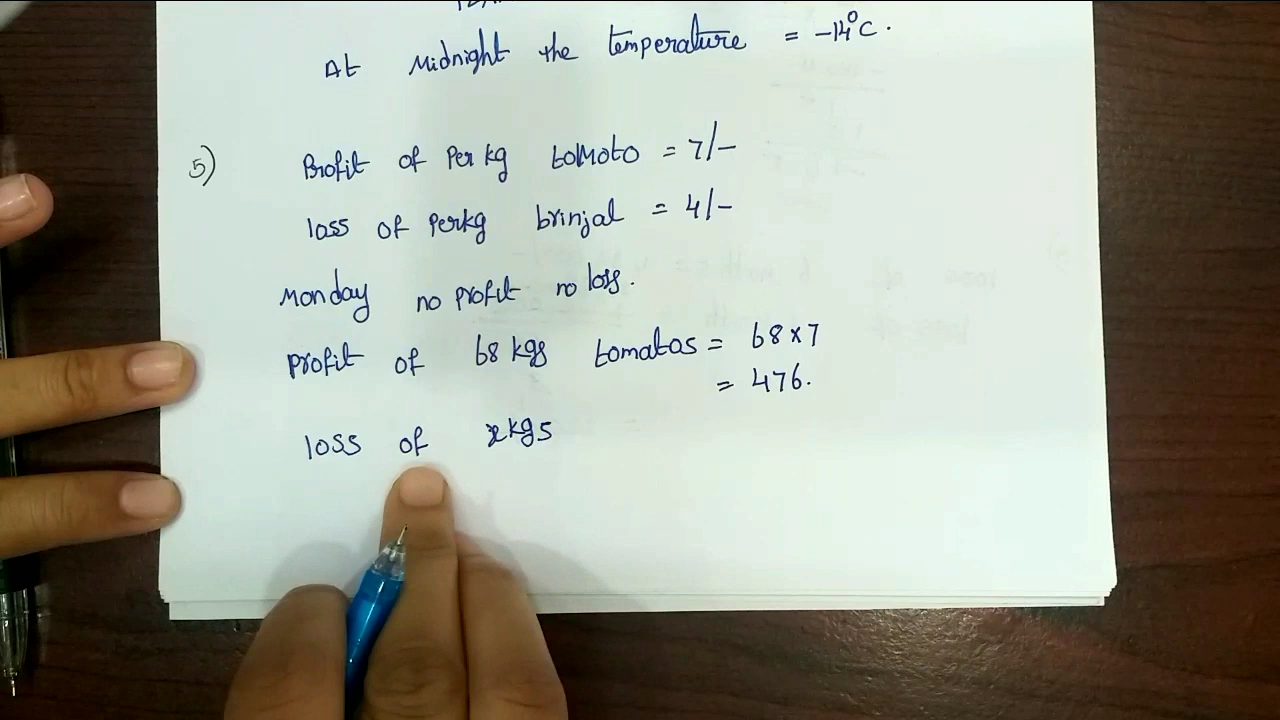 At Midnight the temperature = -14°C.
5)
Profit of Per kg tomoto = 7/-
loss of Perkg brinjal = 4/-
Monday no profit no loss.
Profit of 68 kgs tomatos = 68 x 7
= 476.
loss of x kgs